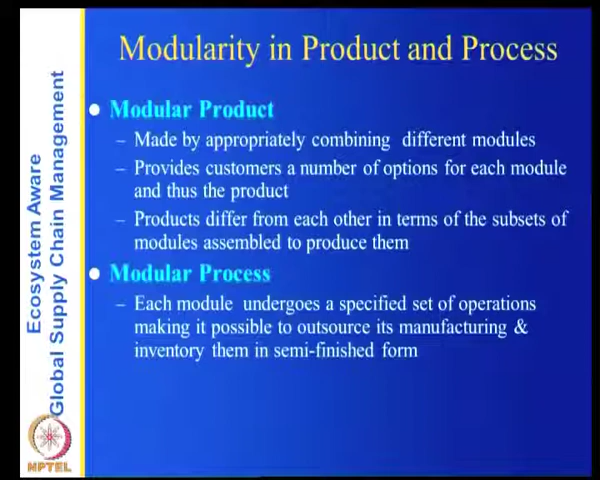 Modularity in Product and Process
Modular Product
– Made by appropriately combining different modules
– Provides customers a number of options for each module
and thus the product
– Products differ from each other in terms of the subsets of
modules assembled to produce them
Modular Process
– Each module undergoes a specified set of operations
making it possible to outsource its manufacturing &
inventory them in semi-finished form
Ecosystem Aware
Global Supply Chain Management
NPTEL